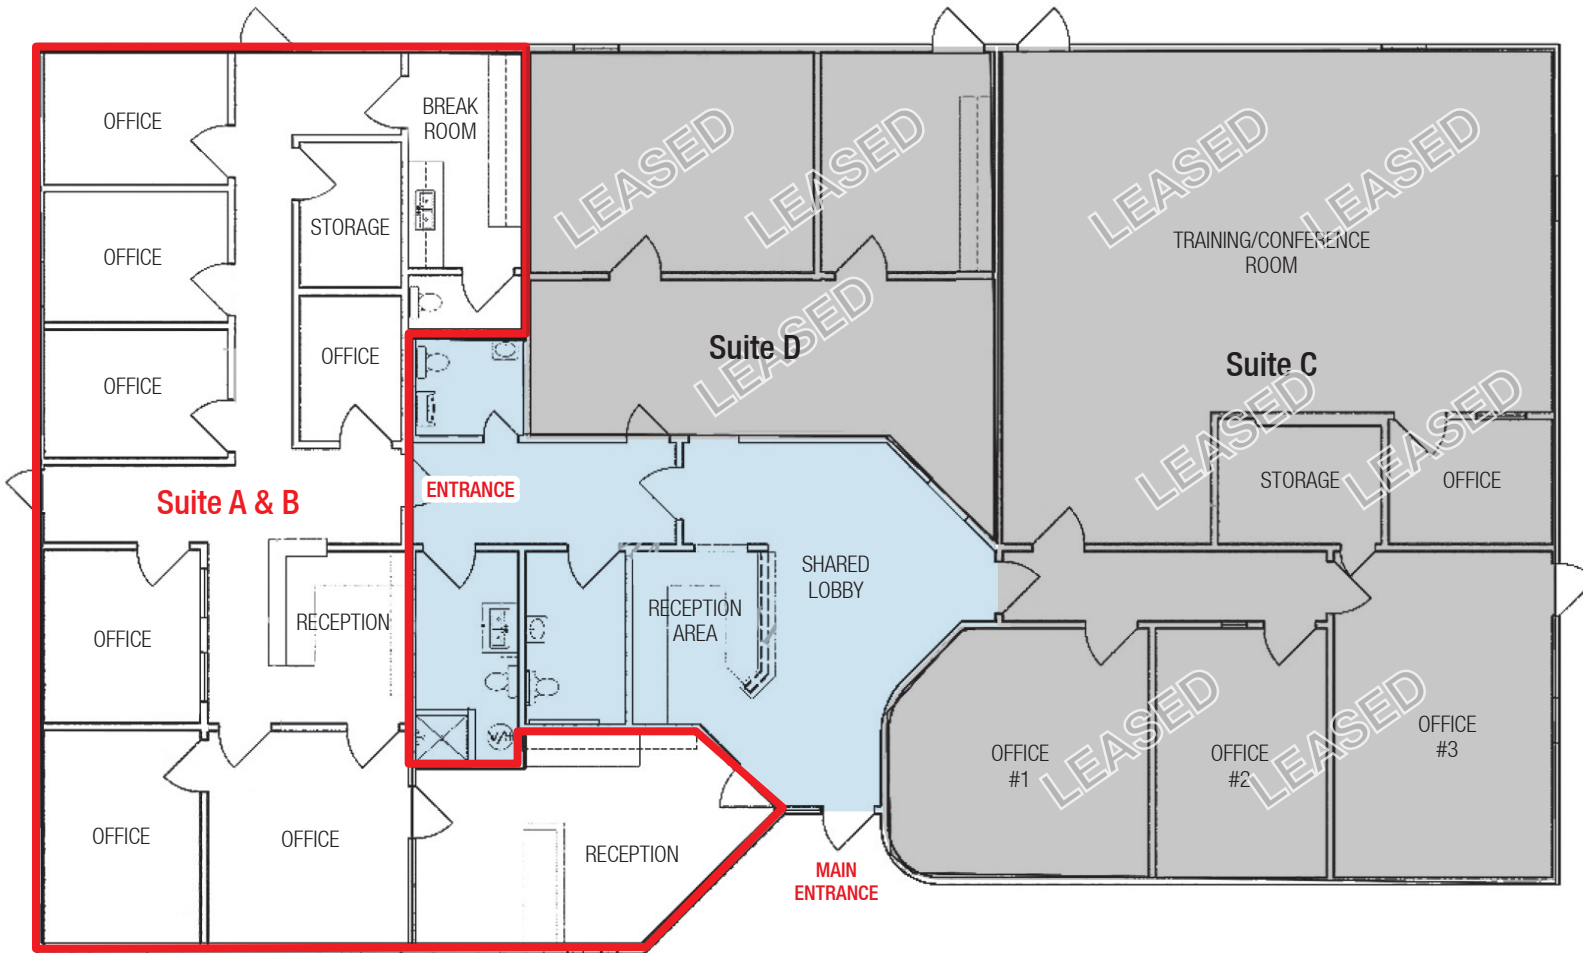 OFFICE
BREAK
ROOM
LEASED
LEASED
LEASED
LEASED
STORAGE
OFFICE
TRAINING/CONFERENCE
ROOM
LEASED
Suite D
OFFICE
OFFICE
Suite C
LEASED
LEASED
Suite A & B
ENTRANCE
STORAGE
OFFICE
SHARED
LOBBY
RECEPTION
RECEPTION
AREA
OFFICE
LEASED
LEASED
OFFICE
#1
OFFICE
#2
OFFICE
#3
OFFICE
OFFICE
RECEPTION
MAIN
ENTRANCE